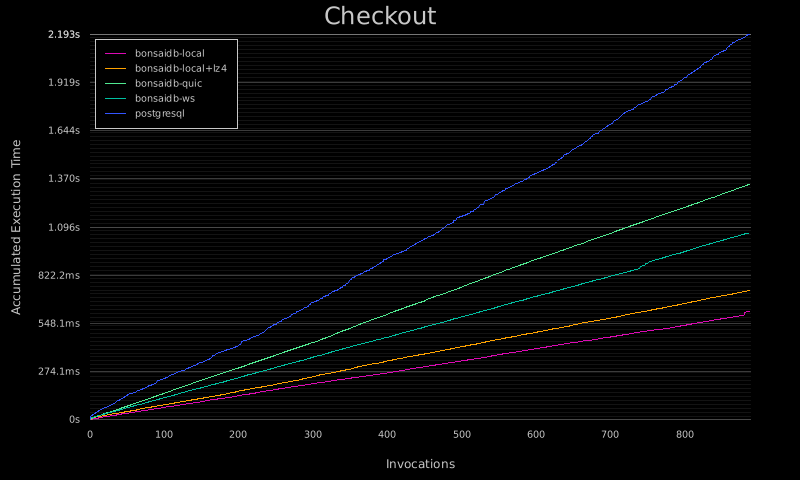 Checkout
2.193s
1.919s
1.644s
1.370s
1.096s
822.2ms
548.1ms
274.1ms
0s
bonsaidb-local
bonsaidb-local+lz4
bonsaidb-quic
bonsaidb-ws
postgresql
Accumulated Execution Time
0 100 200 300 400 500 600 700 800
Invocations